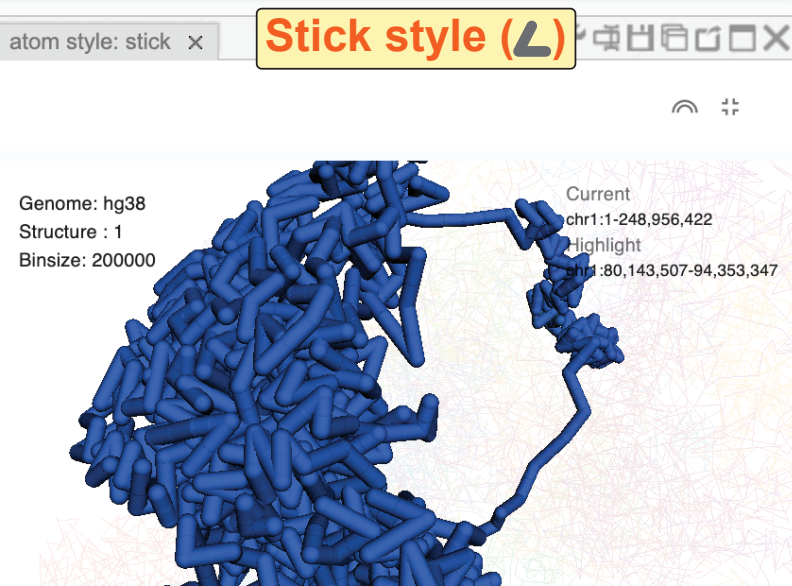 Stick style ( )
atom style: stick ×
Genome: hg38
Structure : 1
Binsize: 200000
Current
chr1:1-248,956,422
Highlight
chr1:80,143,507-94,353,347